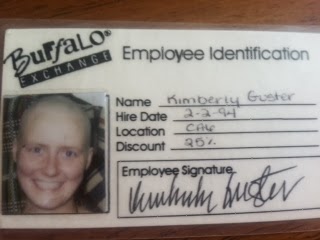 Buffalo®
EXCHANGE
Employee Identification
Name Kimberly Guster
Hire Date 2-2-94
Location CA6
Discount 25%
Employee Signature
Kimberly Guster